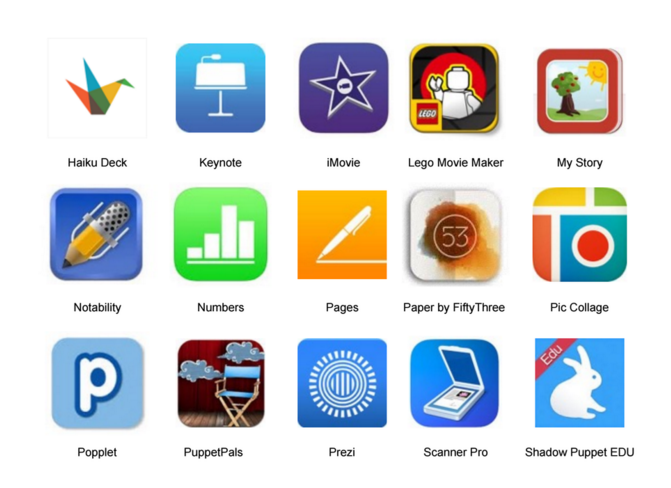 LEGO
Haiku Deck
Keynote
iMovie
Lego Movie Maker
My Story
53
Notability
Numbers
Pages
Paper by FiftyThree
Pic Collage
p
Edu
Popplet
PuppetPals
Prezi
Scanner Pro
Shadow Puppet EDU